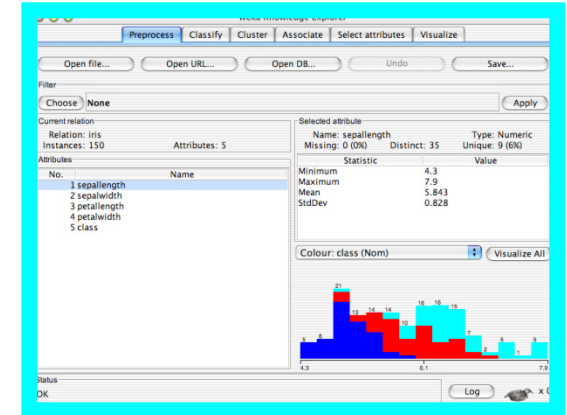 Weka Knowledge Explorer
Preprocess Classify Cluster Associate Select attributes Visualize
Open file... Open URL... Open DB... Undo Save...
Filter
Choose None Apply
Current relation
Relation: iris
Instances: 150 Attributes: 5
Selected attribute
Name: sepallength Type: Numeric
Missing: 0 (0%) Distinct: 35 Unique: 9 (6%)
Attributes
No. Name
1 sepallength
2 sepalwidth
3 petallength
4 petalwidth
5 class
Statistic Value
Minimum 4.3
Maximum 7.9
Mean 5.843
StdDev 0.828
Colour: class (Nom) Visualize All
21
13 14 14
16 16 15
10
5 6
7
2
5
1
5
4.3 6.1 7.9
Status
OK
Log x 0